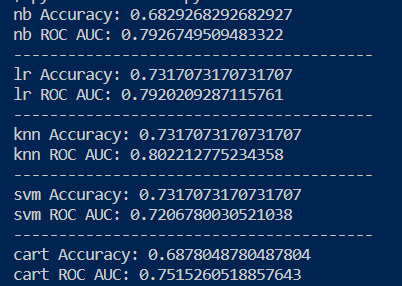 nb Accuracy: 0.6829268292682927
nb ROC AUC: 0.7926749509483322
------------------------------------
lr Accuracy: 0.7317073170731707
lr ROC AUC: 0.7920209287115761
------------------------------------
knn Accuracy: 0.7317073170731707
knn ROC AUC: 0.802212775234358
------------------------------------
svm Accuracy: 0.7317073170731707
svm ROC AUC: 0.7206780030521038
------------------------------------
cart Accuracy: 0.6878048780487804
cart ROC AUC: 0.7515260518857643